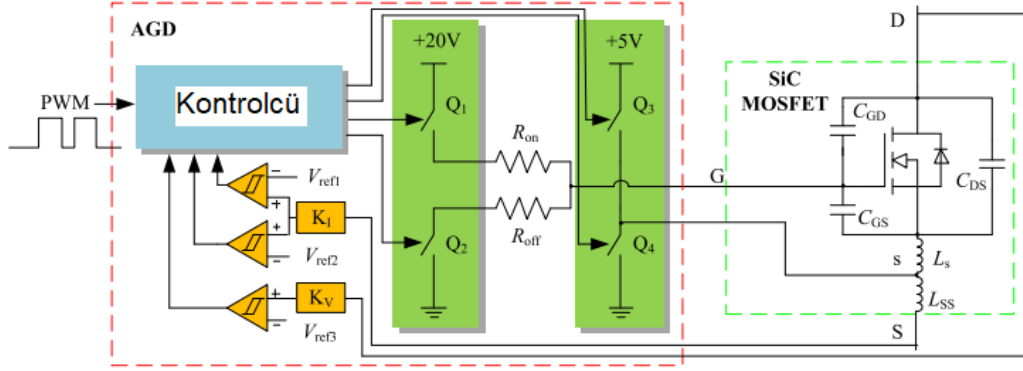 AGD
+20V
+5V
D
SiC
MOSFET
PWM
Kontrolcü
Q1
Q3
CGD
Ron
G
CDS
Vref1
KI
Roff
CGS
Q2
Q4
Vref2
s
Ls
KV
LSS
Vref3
S